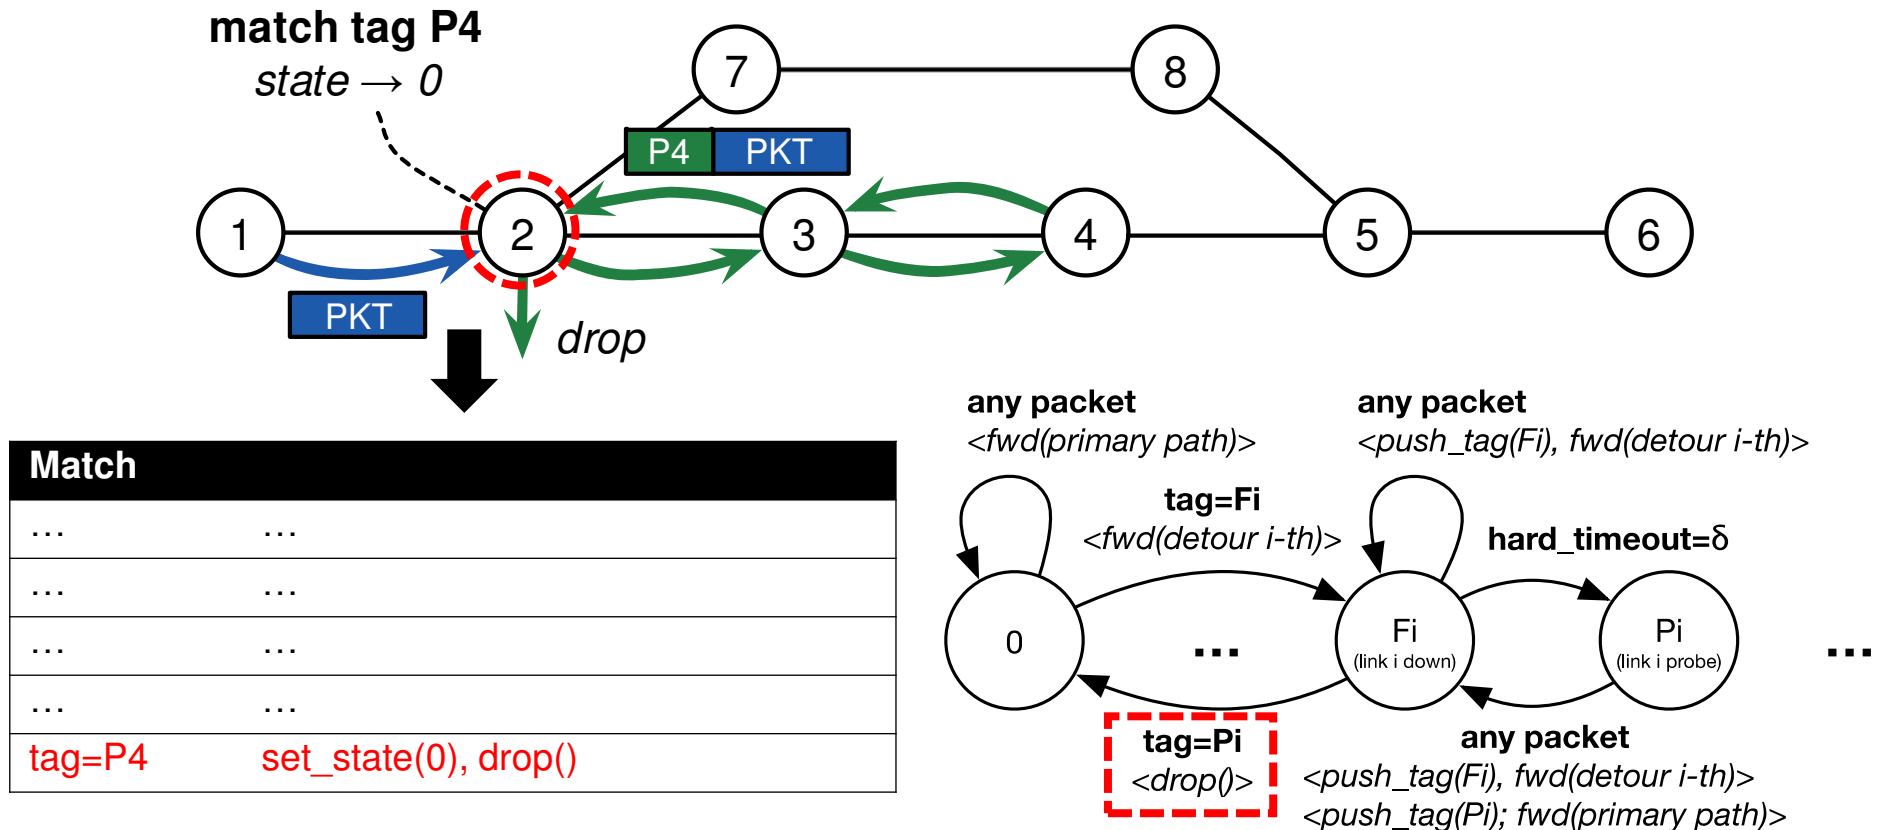 match tag P4
state → 0
7
8
P4 PKT
1
2
3
4
5
6
PKT
drop
Match
... ...
... ...
... ...
... ...
tag=P4 set_state(0), drop()
any packet
<fwd(primary path)>
any packet
<push_tag(Fi), fwd(detour i-th)>
tag=Fi
<fwd(detour i-th)>
hard_timeout=δ
0
...
Fi
(link i down)
Pi
(link i probe)
...
tag=Pi
<drop()>
any packet
<push_tag(Fi), fwd(detour i-th)>
<push_tag(Pi); fwd(primary path)>